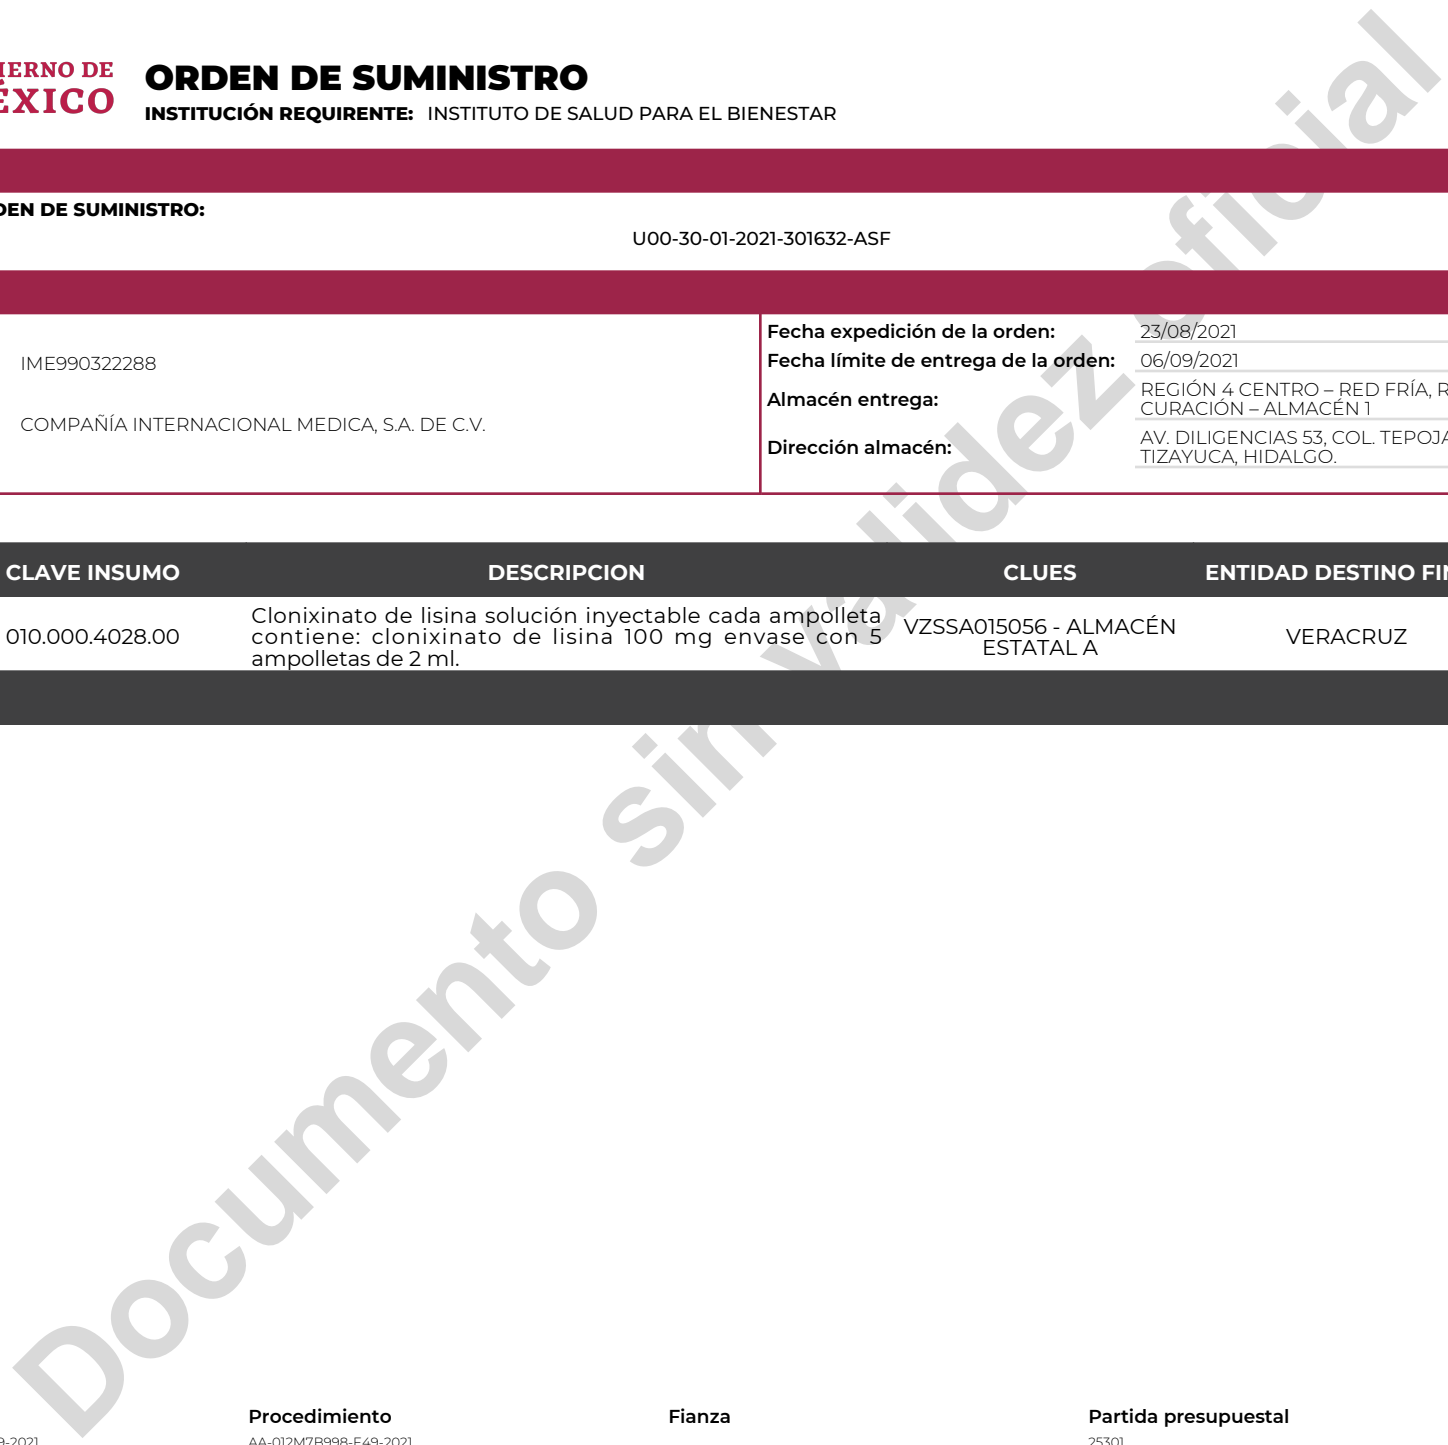 IERNO DE
ÉXICO
ORDEN DE SUMINISTRO
INSTITUCIÓN REQUIRENTE: INSTITUTO DE SALUD PARA EL BIENESTAR
DEN DE SUMINISTRO:
U00-30-01-2021-301632-ASF
IME990322288
COMPAÑÍA INTERNACIONAL MEDICA, S.A. DE C.V.
Fecha expedición de la orden: 23/08/2021
Fecha límite de entrega de la orden: 06/09/2021
Almacén entrega: REGIÓN 4 CENTRO – RED FRÍA, R
CURACIÓN – ALMACÉN 1
Dirección almacén: AV. DILIGENCIAS 53, COL. TEPOJA
TIZAYUCA, HIDALGO.
CLAVE INSUMO DESCRIPCION CLUES ENTIDAD DESTINO FIN
010.000.4028.00
Clonixinato de lisina solución inyectable cada ampolleta
contiene: clonixinato de lisina 100 mg envase con 5
ampolletas de 2 ml.
VZSSA015056 - ALMACÉN
ESTATAL A
VERACRUZ
Documento sin validez oficial
Procedimiento Fianza Partida presupuestal
9-2021 AA-012M7B998-E49-2021 25301